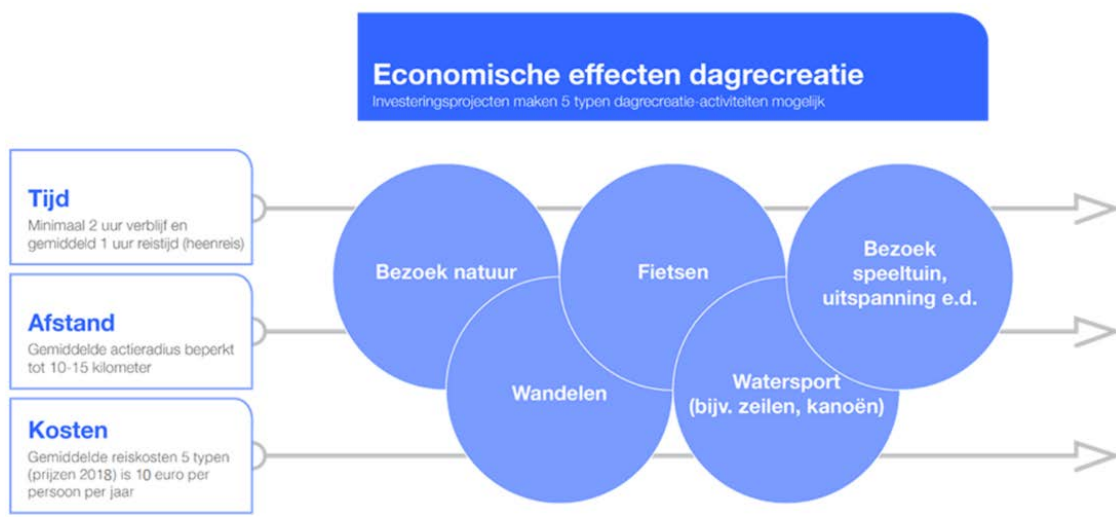 Economische effecten dagrecreatie
Investeringsprojecten maken 5 typen dagrecreatie-activiteiten mogelijk
Tijd
Minimaal 2 uur verblijf en
gemiddeld 1 uur reistijd (heenreis)
Afstand
Gemiddelde actieradius beperkt
tot 10-15 kilometer
Kosten
Gemiddelde reiskosten 5 typen
(prijzen 2018) is 10 euro per
persoon per jaar
Bezoek natuur
Wandelen
Fietsen
Watersport
(bijv. zeilen, kanoën)
Bezoek
speeltuin,
uitspanning e.d.